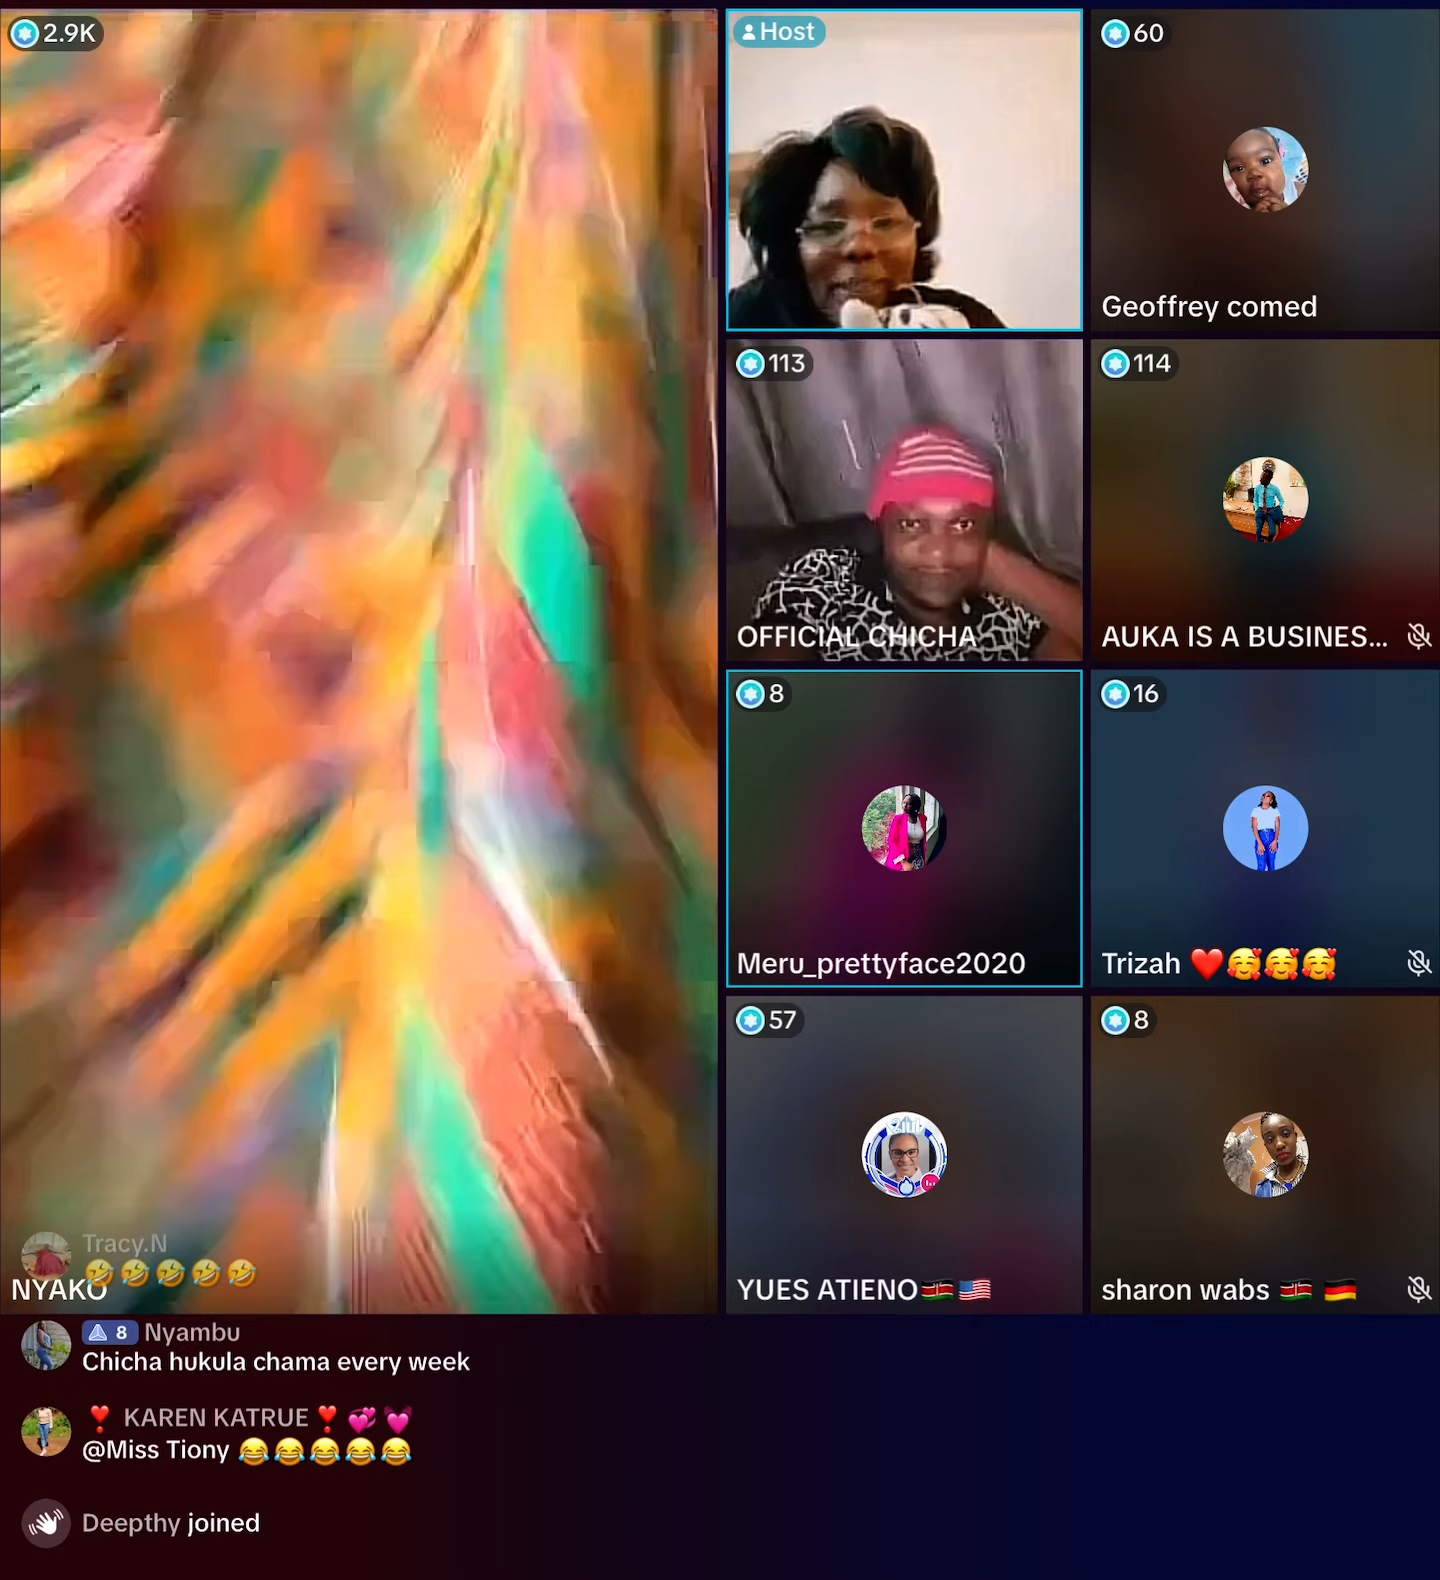 2.9K
Host
60
Geoffrey comed
113
OFFICIAL CHICHA
114
AUKA IS A BUSINES...
8
Meru_prettyface2020
16
Trizah ❤️🥰🥰🥰
57
YUES ATIENO🇰🇪🇺🇸
8
sharon wabs 🇰🇪 🇩🇪
Tracy.N
🤣🤣🤣🤣🤣
NYAKO
8 Nyambu
Chicha hukula chama every week
❣️ KAREN KATRUE ❣️💞💓
@Miss Tiony 😂😂😂😂😂
Deepthy joined